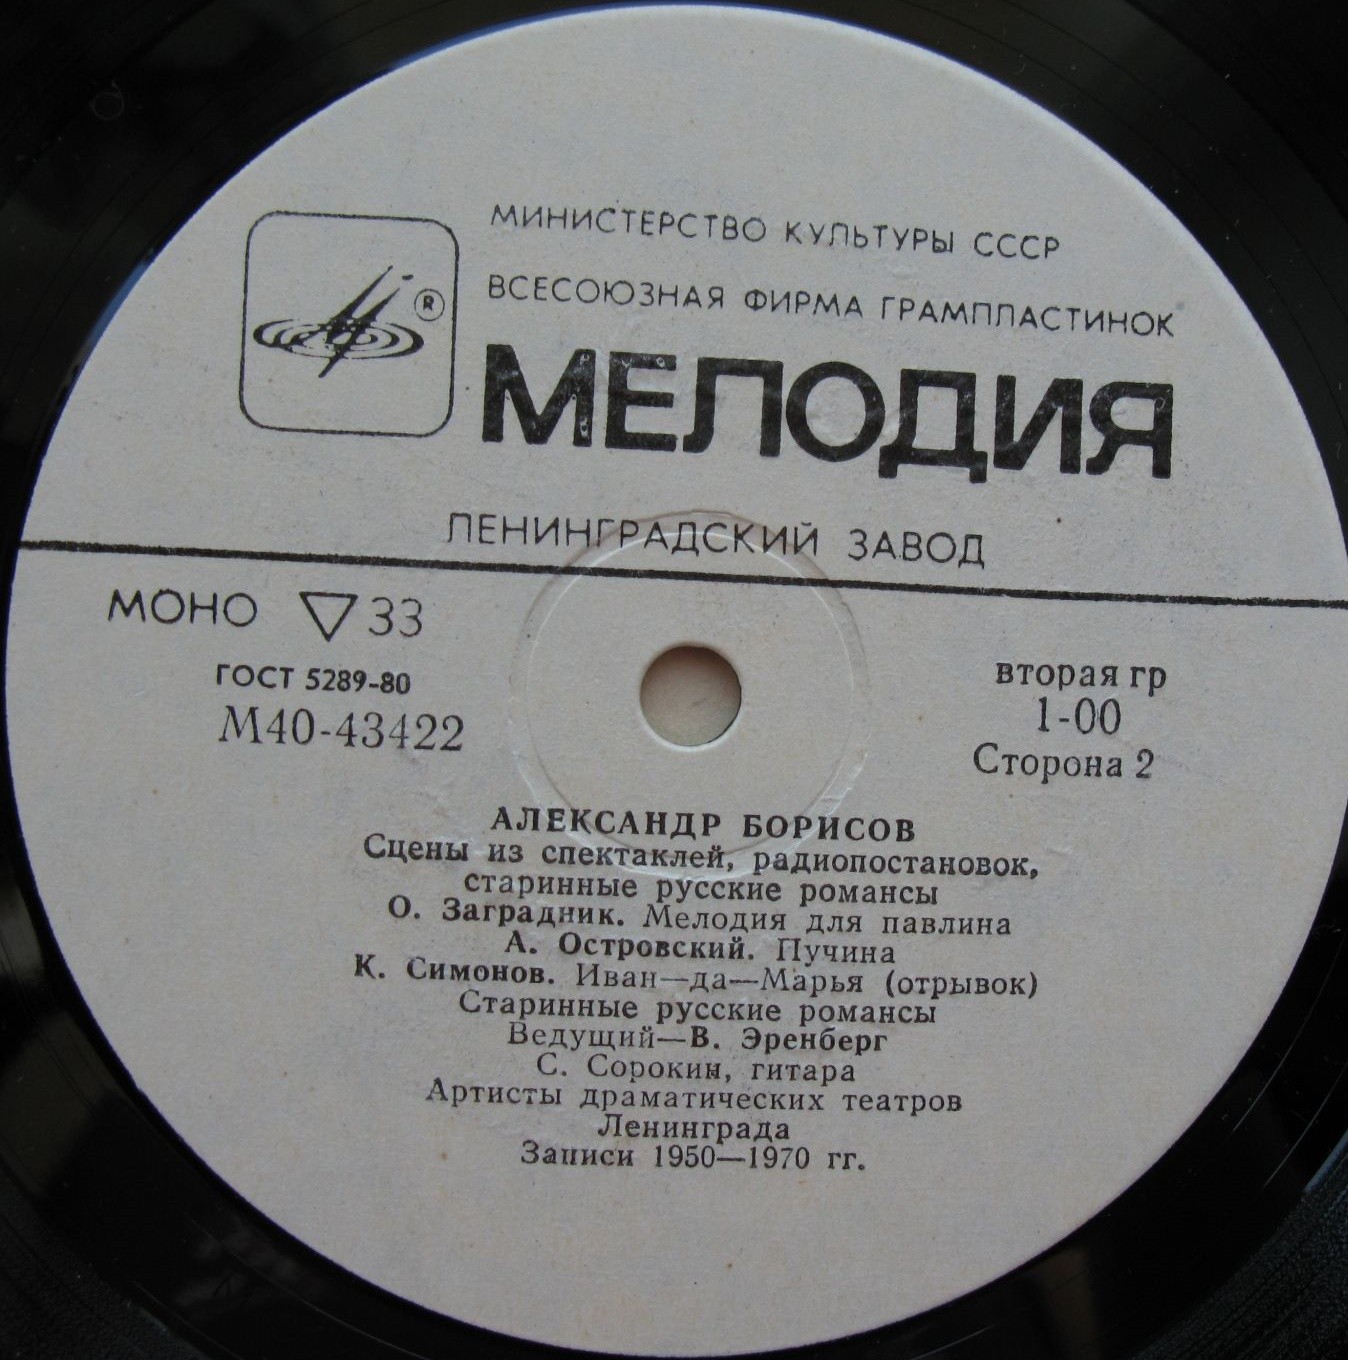 МИНИСТЕРСТВО КУЛЬТУРЫ СССР
ВСЕСОЮЗНАЯ ФИРМА ГРАМПЛАСТИНОК
®
МЕЛОДИЯ
ЛЕНИНГРАДСКИЙ ЗАВОД
МОНО ▽ 33
ГОСТ 5289-80
М40-43422
вторая гр
1-00
Сторона 2
АЛЕКСАНДР БОРИСОВ
Сцены из спектаклей, радиопостановок,
старинные русские романсы
О. Заградник. Мелодия для павлина
А. Островский. Пучина
К. Симонов. Иван—да—Марья (отрывок)
Старинные русские романсы
Ведущий—В. Эренберг
С. Сорокин, гитара
Артисты драматических театров
Ленинграда
Записи 1950—1970 гг.